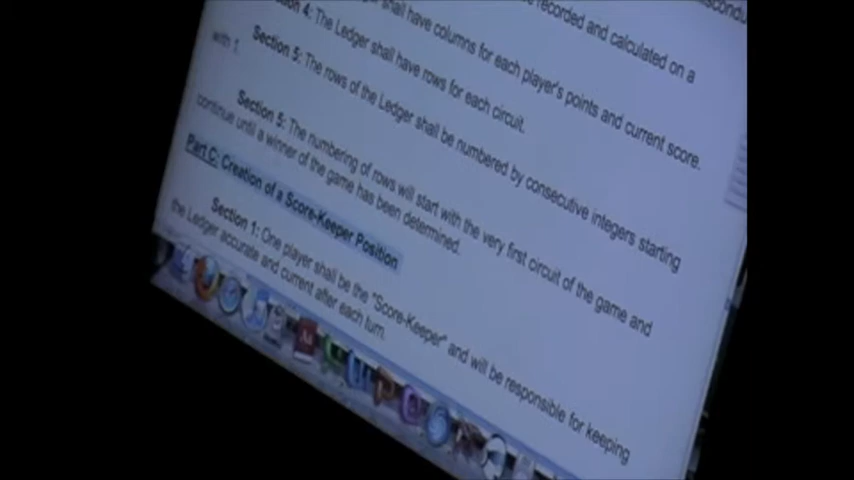 recorded and calculated on a
shall have columns for each player's points and current score.
Section 4: The Ledger shall have rows for each circuit.
Section 5: The rows of the Ledger shall be numbered by consecutive integers starting
with 1.
Section 5: The numbering of rows will start with the very first circuit of the game and
continue until a winner of the game has been determined.
Part C: Creation of a Score-Keeper Position
Section 1: One player shall be the "Score-Keeper" and will be responsible for keeping
the Ledger accurate and current after each turn.